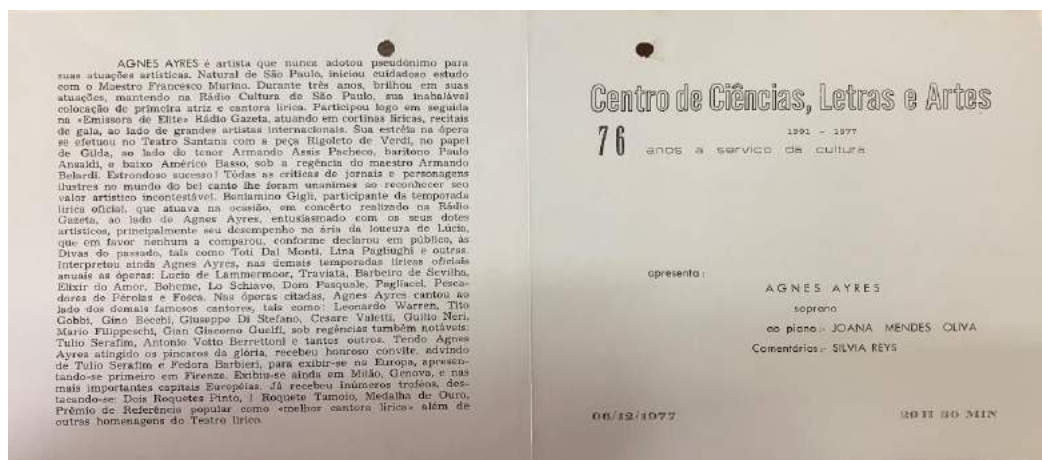 AGNES AYRES é artista que nunca adotou pseudônimo para
suas atuações artísticas. Natural de São Paulo, iniciou cuidadoso estudo
com o Maestro Francesco Murino. Durante três anos, brilhou em suas
atuações, mantendo na Rádio Cultura de São Paulo, sua inabalável
colocação de primeira atriz e cantora lírica. Participou logo em seguida
na «Emissora de Elite» Rádio Gazeta, atuando em cortinas líricas, recitais
de gala, ao lado de grandes artistas internacionais. Sua estréia na ópera
se efetuou no Teatro Santana com a peça Rigoleto de Verdi, no papel
de Gilda, ao lado do tenor Armando Assis Pacheco, barítono Paulo
Ansaldi, e baixo Américo Basso, sob a regência do maestro Armando
Belardi. Estrondoso sucesso! Tôdas as críticas de jornais e personagens
ilustres no mundo do bel canto lhe foram unanimes ao reconhecer seu
valor artístico incontestável. Beniamino Gigli, participante da temporada
lírica oficial, que atuava na ocasião, em concêrto realizado na Rádio
Gazeta, ao lado de Agnes Ayres, entusiasmado com os seus dotes
artísticos, principalmente seu desempenho na ária da loucura de Lúcia,
que em favor nenhum a comparou, conforme declarou em público, às
Divas do passado, tais como Toti Dal Monti, Lina Pagliughi e outras.
Interpretou ainda Agnes Ayres, nas demais temporadas líricas oficiais
anuais as óperas: Lucia de Lammermoor, Traviata, Barbeiro de Sevilha,
Elixir do Amor, Boheme, Lo Schiavo, Dom Pasquale, Pagliacci, Pesca-
dores de Pérolas e Fosca. Nas óperas citadas, Agnes Ayres cantou ao
lado dos demais famosos cantores, tais como: Leonardo Warren, Tito
Gobbi, Gino Becchi, Giuseppe Di Stefano, Cesare Valetti, Guilio Neri,
Mario Filippeschi, Gian Giacomo Guelfi, sob regências também notáveis:
Tulio Serafim, Antonio Votto Berrettoni e tantos outros. Tendo Agnes
Ayres atingido os píncaros da glória, recebeu honroso convite, advindo
de Tulio Serafim e Fedora Barbieri, para exibir-se na Europa, apresen-
tando-se primeiro em Firenze. Exibiu-se ainda em Milão, Genova, e nas
mais importantes capitais Européias. Já recebeu inúmeros troféus, des-
tacando-se: Dois Roquetes Pinto, 1 Roquete Tamoio, Medalha de Ouro,
Prêmio de Referência popular como «melhor cantora lírica» além de
outras homenagens do Teatro lírico.
Centro de Ciências, Letras e Artes
1991 - 1977
76 anos a servico da cultura
apresenta:
AGNES AYRES
soprano
ao piano:- JOANA MENDES OLIVA
Comentários:- SILVIA REYS
06/12/1977 20 H 30 MIN